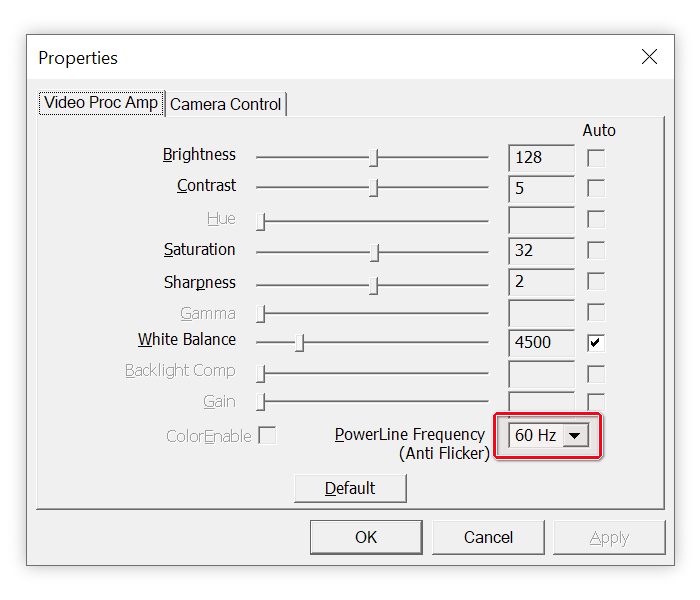 Properties
Video Proc Amp Camera Control
Auto
Brightness 128
Contrast 5
Hue
Saturation 32
Sharpness 2
Gamma
White Balance 4500
Backlight Comp
Gain
ColorEnable PowerLine Frequency 60 Hz
(Anti Flicker)
Default
OK Cancel Apply